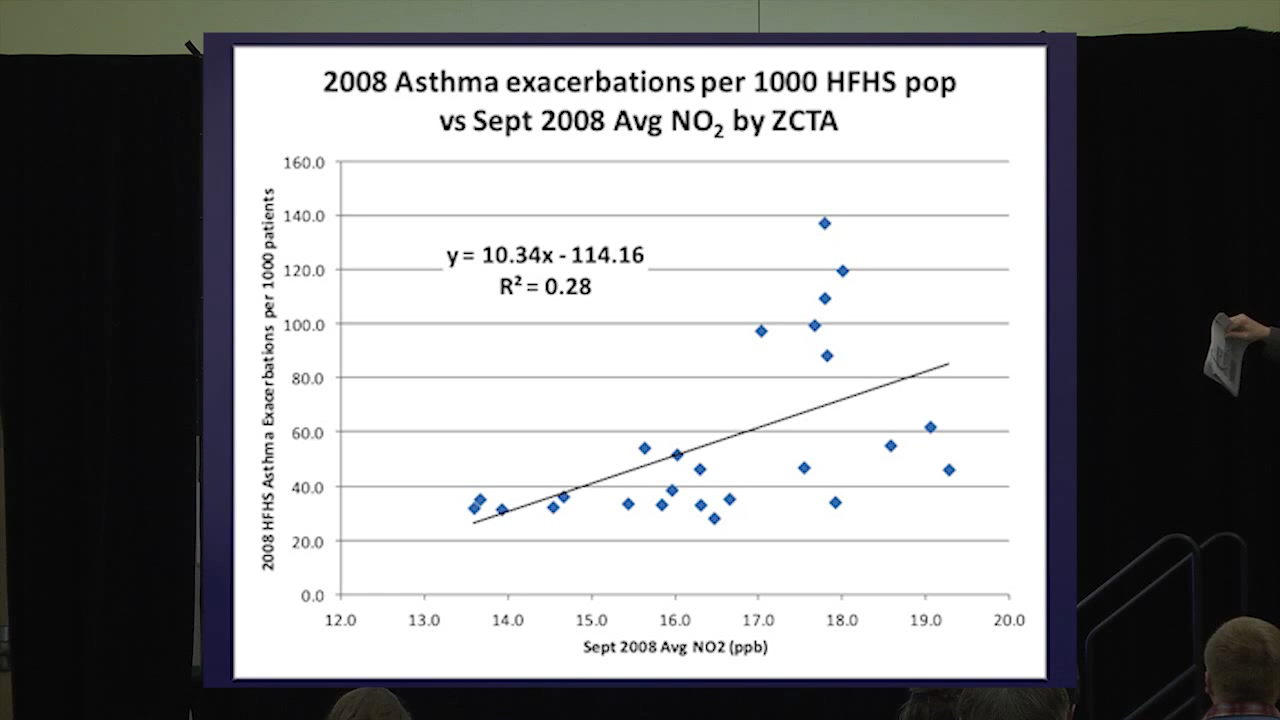 2008 Asthma exacerbations per 1000 HFHS pop
vs Sept 2008 Avg NO₂ by ZCTA
2008 HFHS Asthma Exacerbations per 1000 patients
160.0
140.0
120.0
100.0
80.0
60.0
40.0
20.0
0.0
y = 10.34x - 114.16
R² = 0.28
12.0 13.0 14.0 15.0 16.0 17.0 18.0 19.0 20.0
Sept 2008 Avg NO2 (ppb)